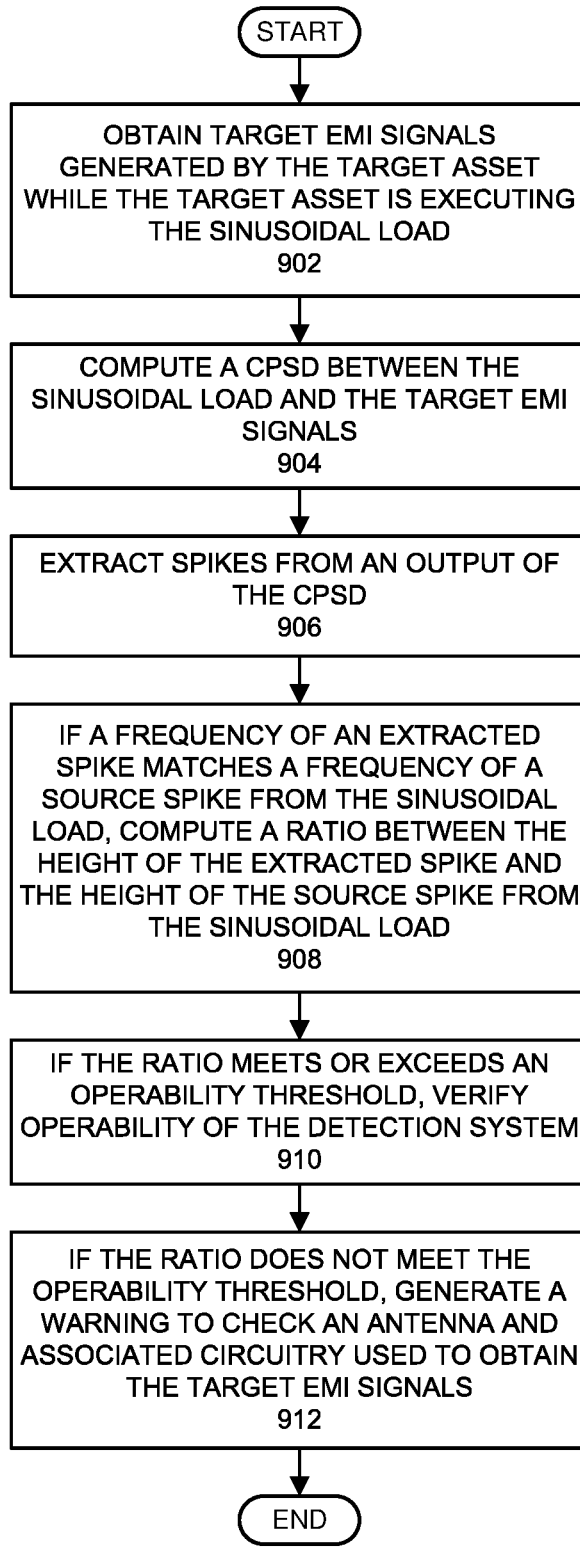 START
OBTAIN TARGET EMI SIGNALS
GENERATED BY THE TARGET ASSET
WHILE THE TARGET ASSET IS EXECUTING
THE SINUSOIDAL LOAD
902
COMPUTE A CPSD BETWEEN THE
SINUSOIDAL LOAD AND THE TARGET EMI
SIGNALS
904
EXTRACT SPIKES FROM AN OUTPUT OF
THE CPSD
906
IF A FREQUENCY OF AN EXTRACTED
SPIKE MATCHES A FREQUENCY OF A
SOURCE SPIKE FROM THE SINUSOIDAL
LOAD, COMPUTE A RATIO BETWEEN THE
HEIGHT OF THE EXTRACTED SPIKE AND
THE HEIGHT OF THE SOURCE SPIKE FROM
THE SINUSOIDAL LOAD
908
IF THE RATIO MEETS OR EXCEEDS AN
OPERABILITY THRESHOLD, VERIFY
OPERABILITY OF THE DETECTION SYSTEM
910
IF THE RATIO DOES NOT MEET THE
OPERABILITY THRESHOLD, GENERATE A
WARNING TO CHECK AN ANTENNA AND
ASSOCIATED CIRCUITRY USED TO OBTAIN
THE TARGET EMI SIGNALS
912
END